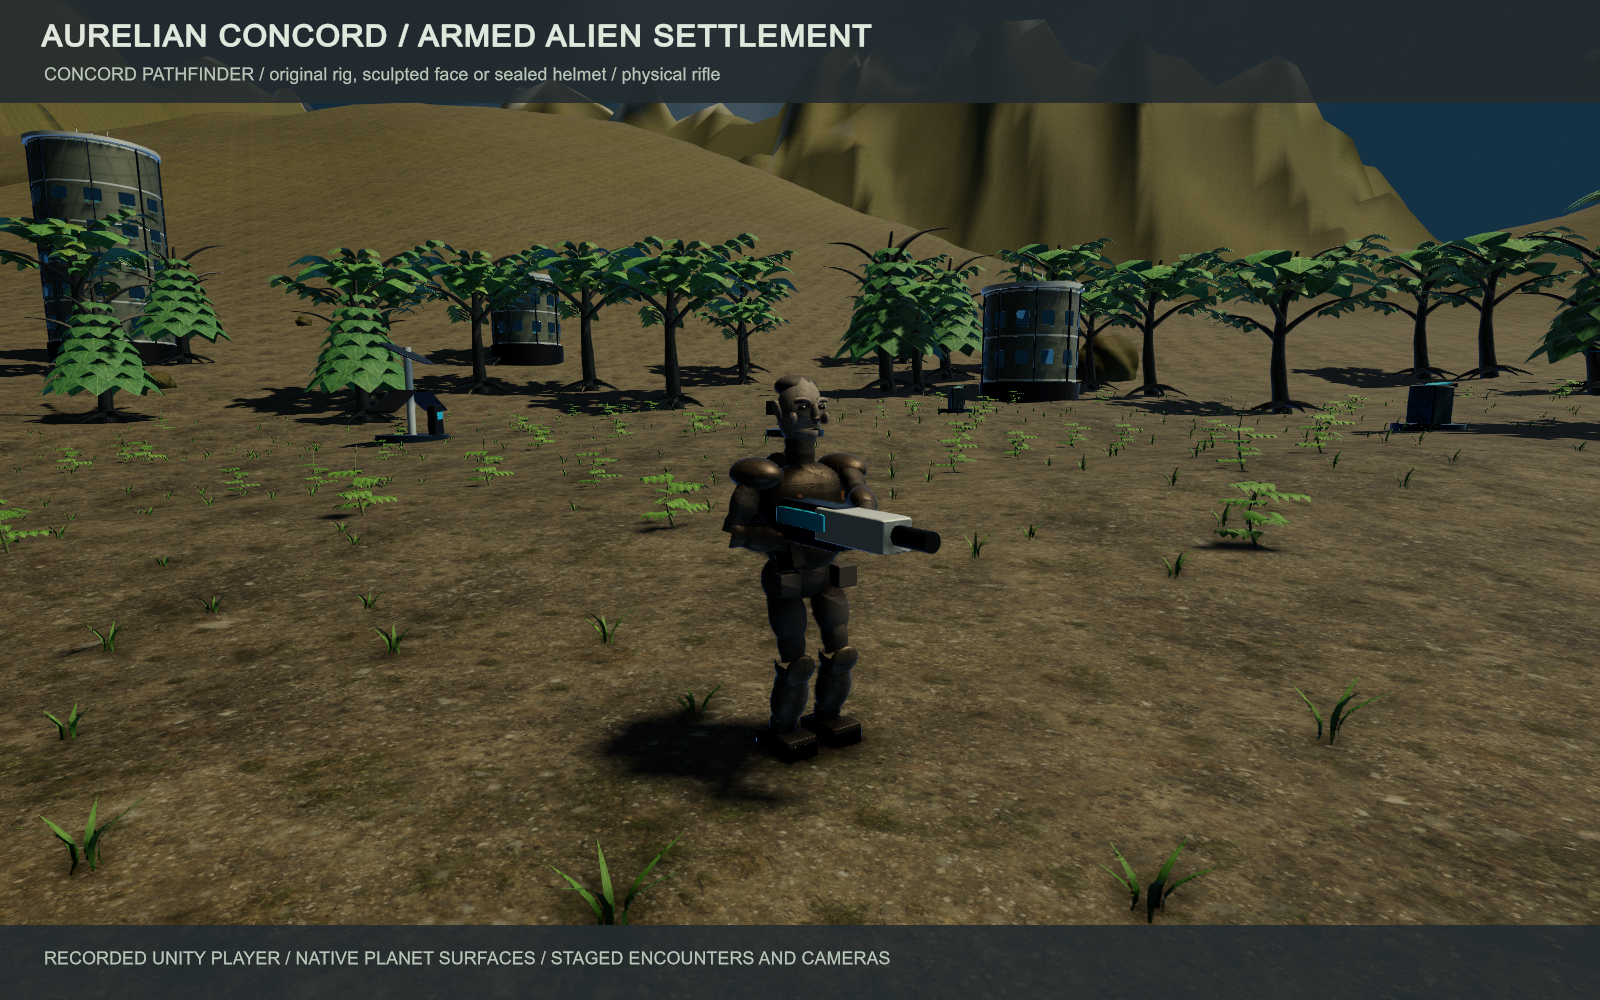 AURELIAN CONCORD / ARMED ALIEN SETTLEMENT
CONCORD PATHFINDER / original rig, sculpted face or sealed helmet / physical rifle
RECORDED UNITY PLAYER / NATIVE PLANET SURFACES / STAGED ENCOUNTERS AND CAMERAS